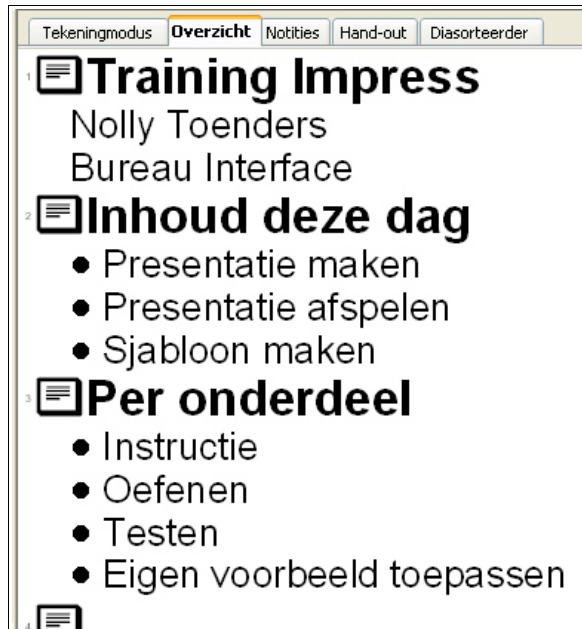 Tekeningmodus Overzicht Notities Hand-out Diasorteerder
1 Training Impress
Nolly Toenders
Bureau Interface
2 Inhoud deze dag
• Presentatie maken
• Presentatie afspelen
• Sjabloon maken
3 Per onderdeel
• Instructie
• Oefenen
• Testen
• Eigen voorbeeld toepassen
4